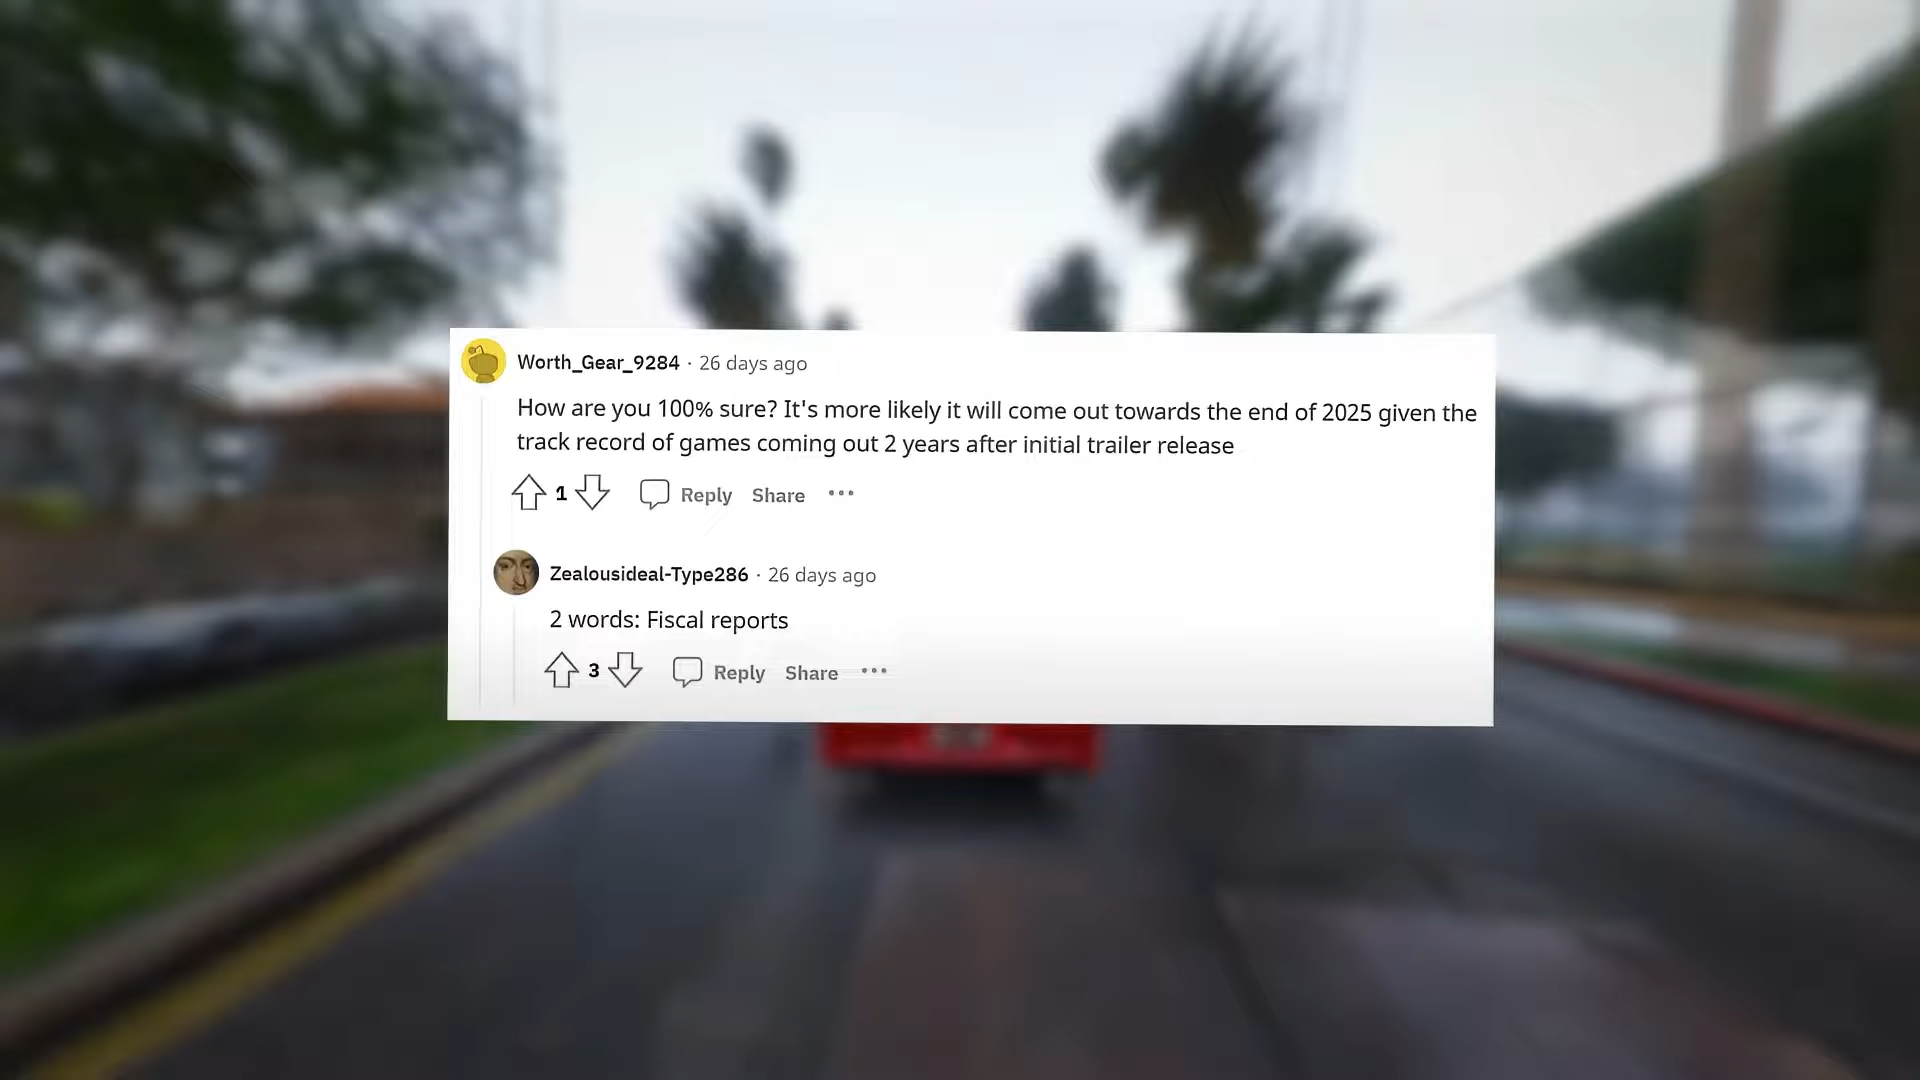 Worth_Gear_9284 · 26 days ago
How are you 100% sure? It's more likely it will come out towards the end of 2025 given the
track record of games coming out 2 years after initial trailer release
1 Reply Share ···
Zealousideal-Type286 · 26 days ago
2 words: Fiscal reports
3 Reply Share ···